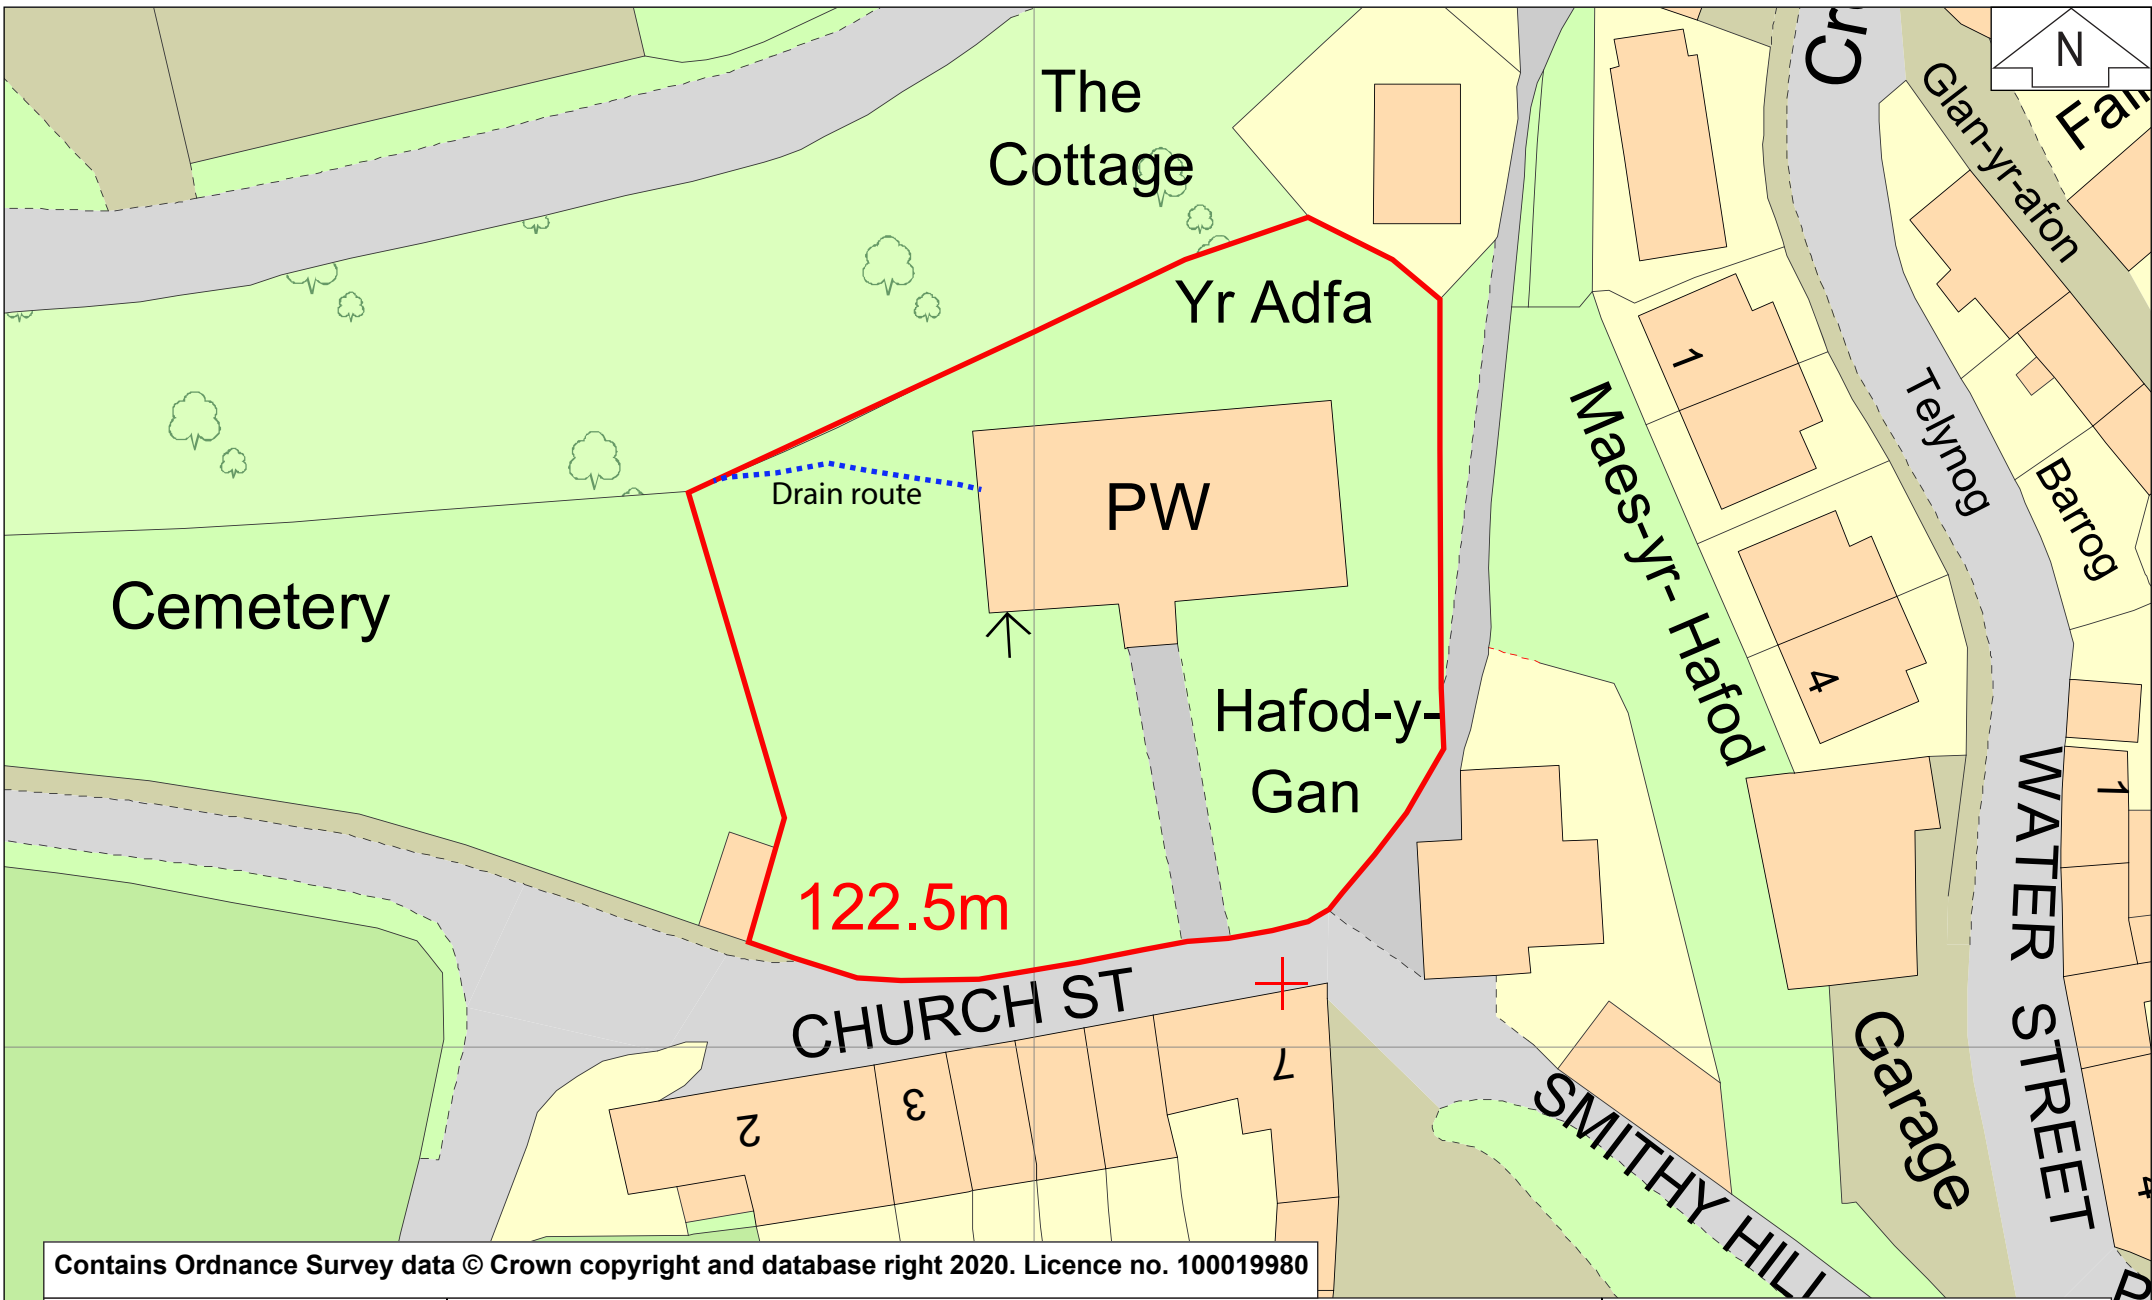 N
The
Cottage
Glan-yr-afon
Yr Adfa
1
Telynog
Maes-yr- Hafod
Barrog
Drain route
PW
Cemetery
4
Hafod-y-
Gan
WATER STREET
1
122.5m
CHURCH ST
7
3
2
Garage
SMITHY HILL
4
Contains Ordnance Survey data © Crown copyright and database right 2020. Licence no. 100019980